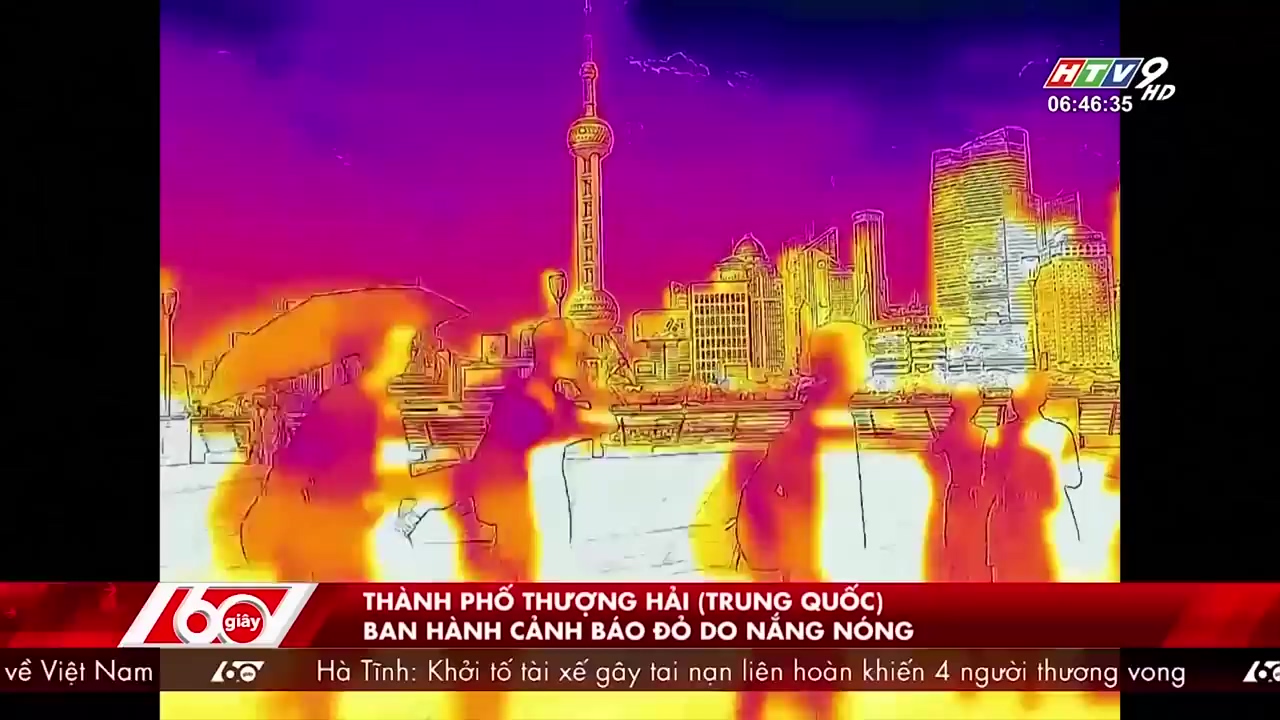 HTV9
HD
06:46:35
60 giây
THÀNH PHỐ THƯỢNG HẢI (TRUNG QUỐC)
BAN HÀNH CẢNH BÁO ĐỎ DO NẮNG NÓNG
về Việt Nam 60 giây Hà Tĩnh: Khởi tố tài xế gây tai nạn liên hoàn khiến 4 người thương vong